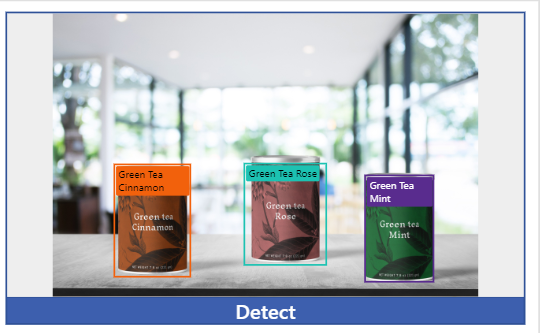 Green Tea
Cinnamon
Green Tea Rose
Green Tea
Mint
Green tea
Cinnamon
Green tea
Rose
Green tea
Mint
Detect